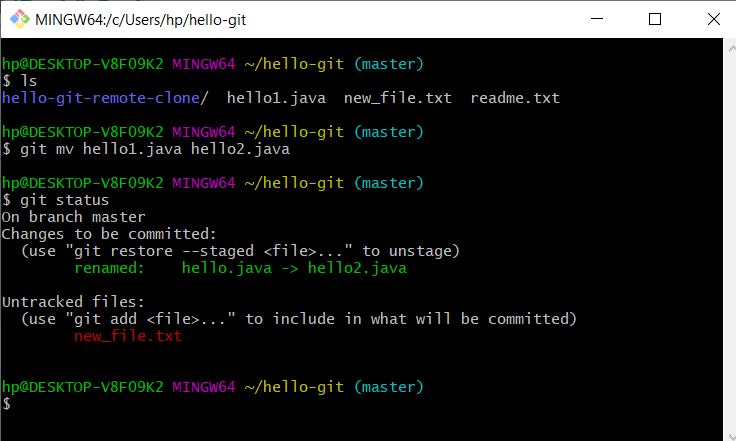 MINGW64:/c/Users/hp/hello-git
hp@DESKTOP-V8FO9K2 MINGW64 ~/hello-git (master)
$ ls
hello-git-remote-clone/  hello1.java  new_file.txt  readme.txt
hp@DESKTOP-V8FO9K2 MINGW64 ~/hello-git (master)
$ git mv hello1.java hello2.java
hp@DESKTOP-V8FO9K2 MINGW64 ~/hello-git (master)
$ git status
On branch master
Changes to be committed:
  (use "git restore --staged <file>..." to unstage)
        renamed:    hello.java -> hello2.java
Untracked files:
  (use "git add <file>..." to include in what will be committed)
        new_file.txt
hp@DESKTOP-V8FO9K2 MINGW64 ~/hello-git (master)
$